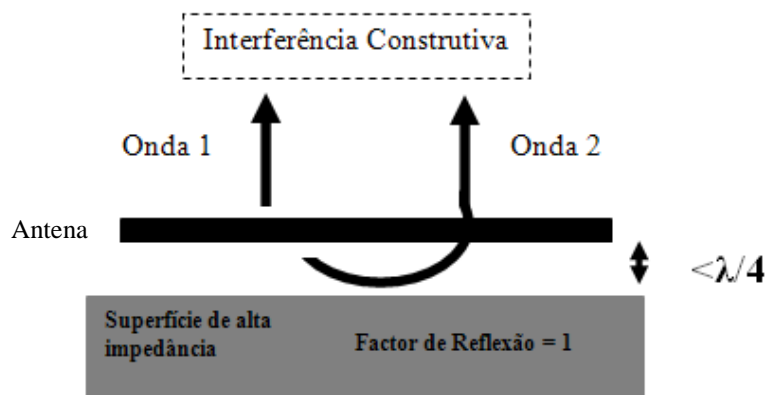 Interferência Construtiva
Onda 1
Onda 2
Antena
<λ/4
Superfície de alta
impedância
Factor de Reflexão = 1